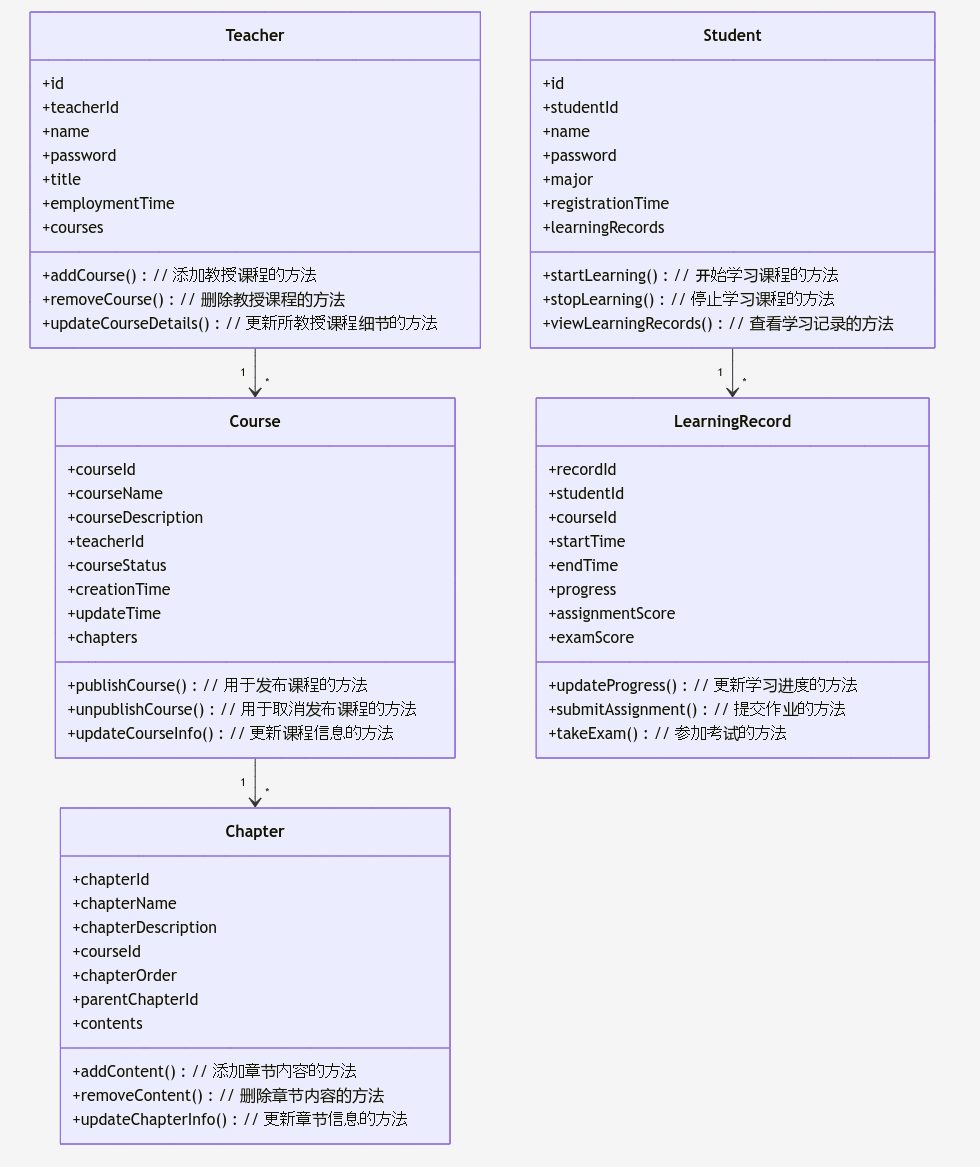 Teacher
+id
+teacherId
+name
+password
+title
+employmentTime
+courses
+addCourse() : // 添加教授课程的方法
+removeCourse() : // 删除教授课程的方法
+updateCourseDetails() : // 更新所教授课程细节的方法
1
*
Course
+courseId
+courseName
+courseDescription
+teacherId
+courseStatus
+creationTime
+updateTime
+chapters
+publishCourse() : // 用于发布课程的方法
+unpublishCourse() : // 用于取消发布课程的方法
+updateCourseInfo() : // 更新课程信息的方法
1
*
Chapter
+chapterId
+chapterName
+chapterDescription
+courseId
+chapterOrder
+parentChapterId
+contents
+addContent() : // 添加章节内容的方法
+removeContent() : // 删除章节内容的方法
+updateChapterInfo() : // 更新章节信息的方法
Student
+id
+studentId
+name
+password
+major
+registrationTime
+learningRecords
+startLearning() : // 开始学习课程的方法
+stopLearning() : // 停止学习课程的方法
+viewLearningRecords() : // 查看学习记录的方法
1
*
LearningRecord
+recordId
+studentId
+courseId
+startTime
+endTime
+progress
+assignmentScore
+examScore
+updateProgress() : // 更新学习进度的方法
+submitAssignment() : // 提交作业的方法
+takeExam() : // 参加考试的方法